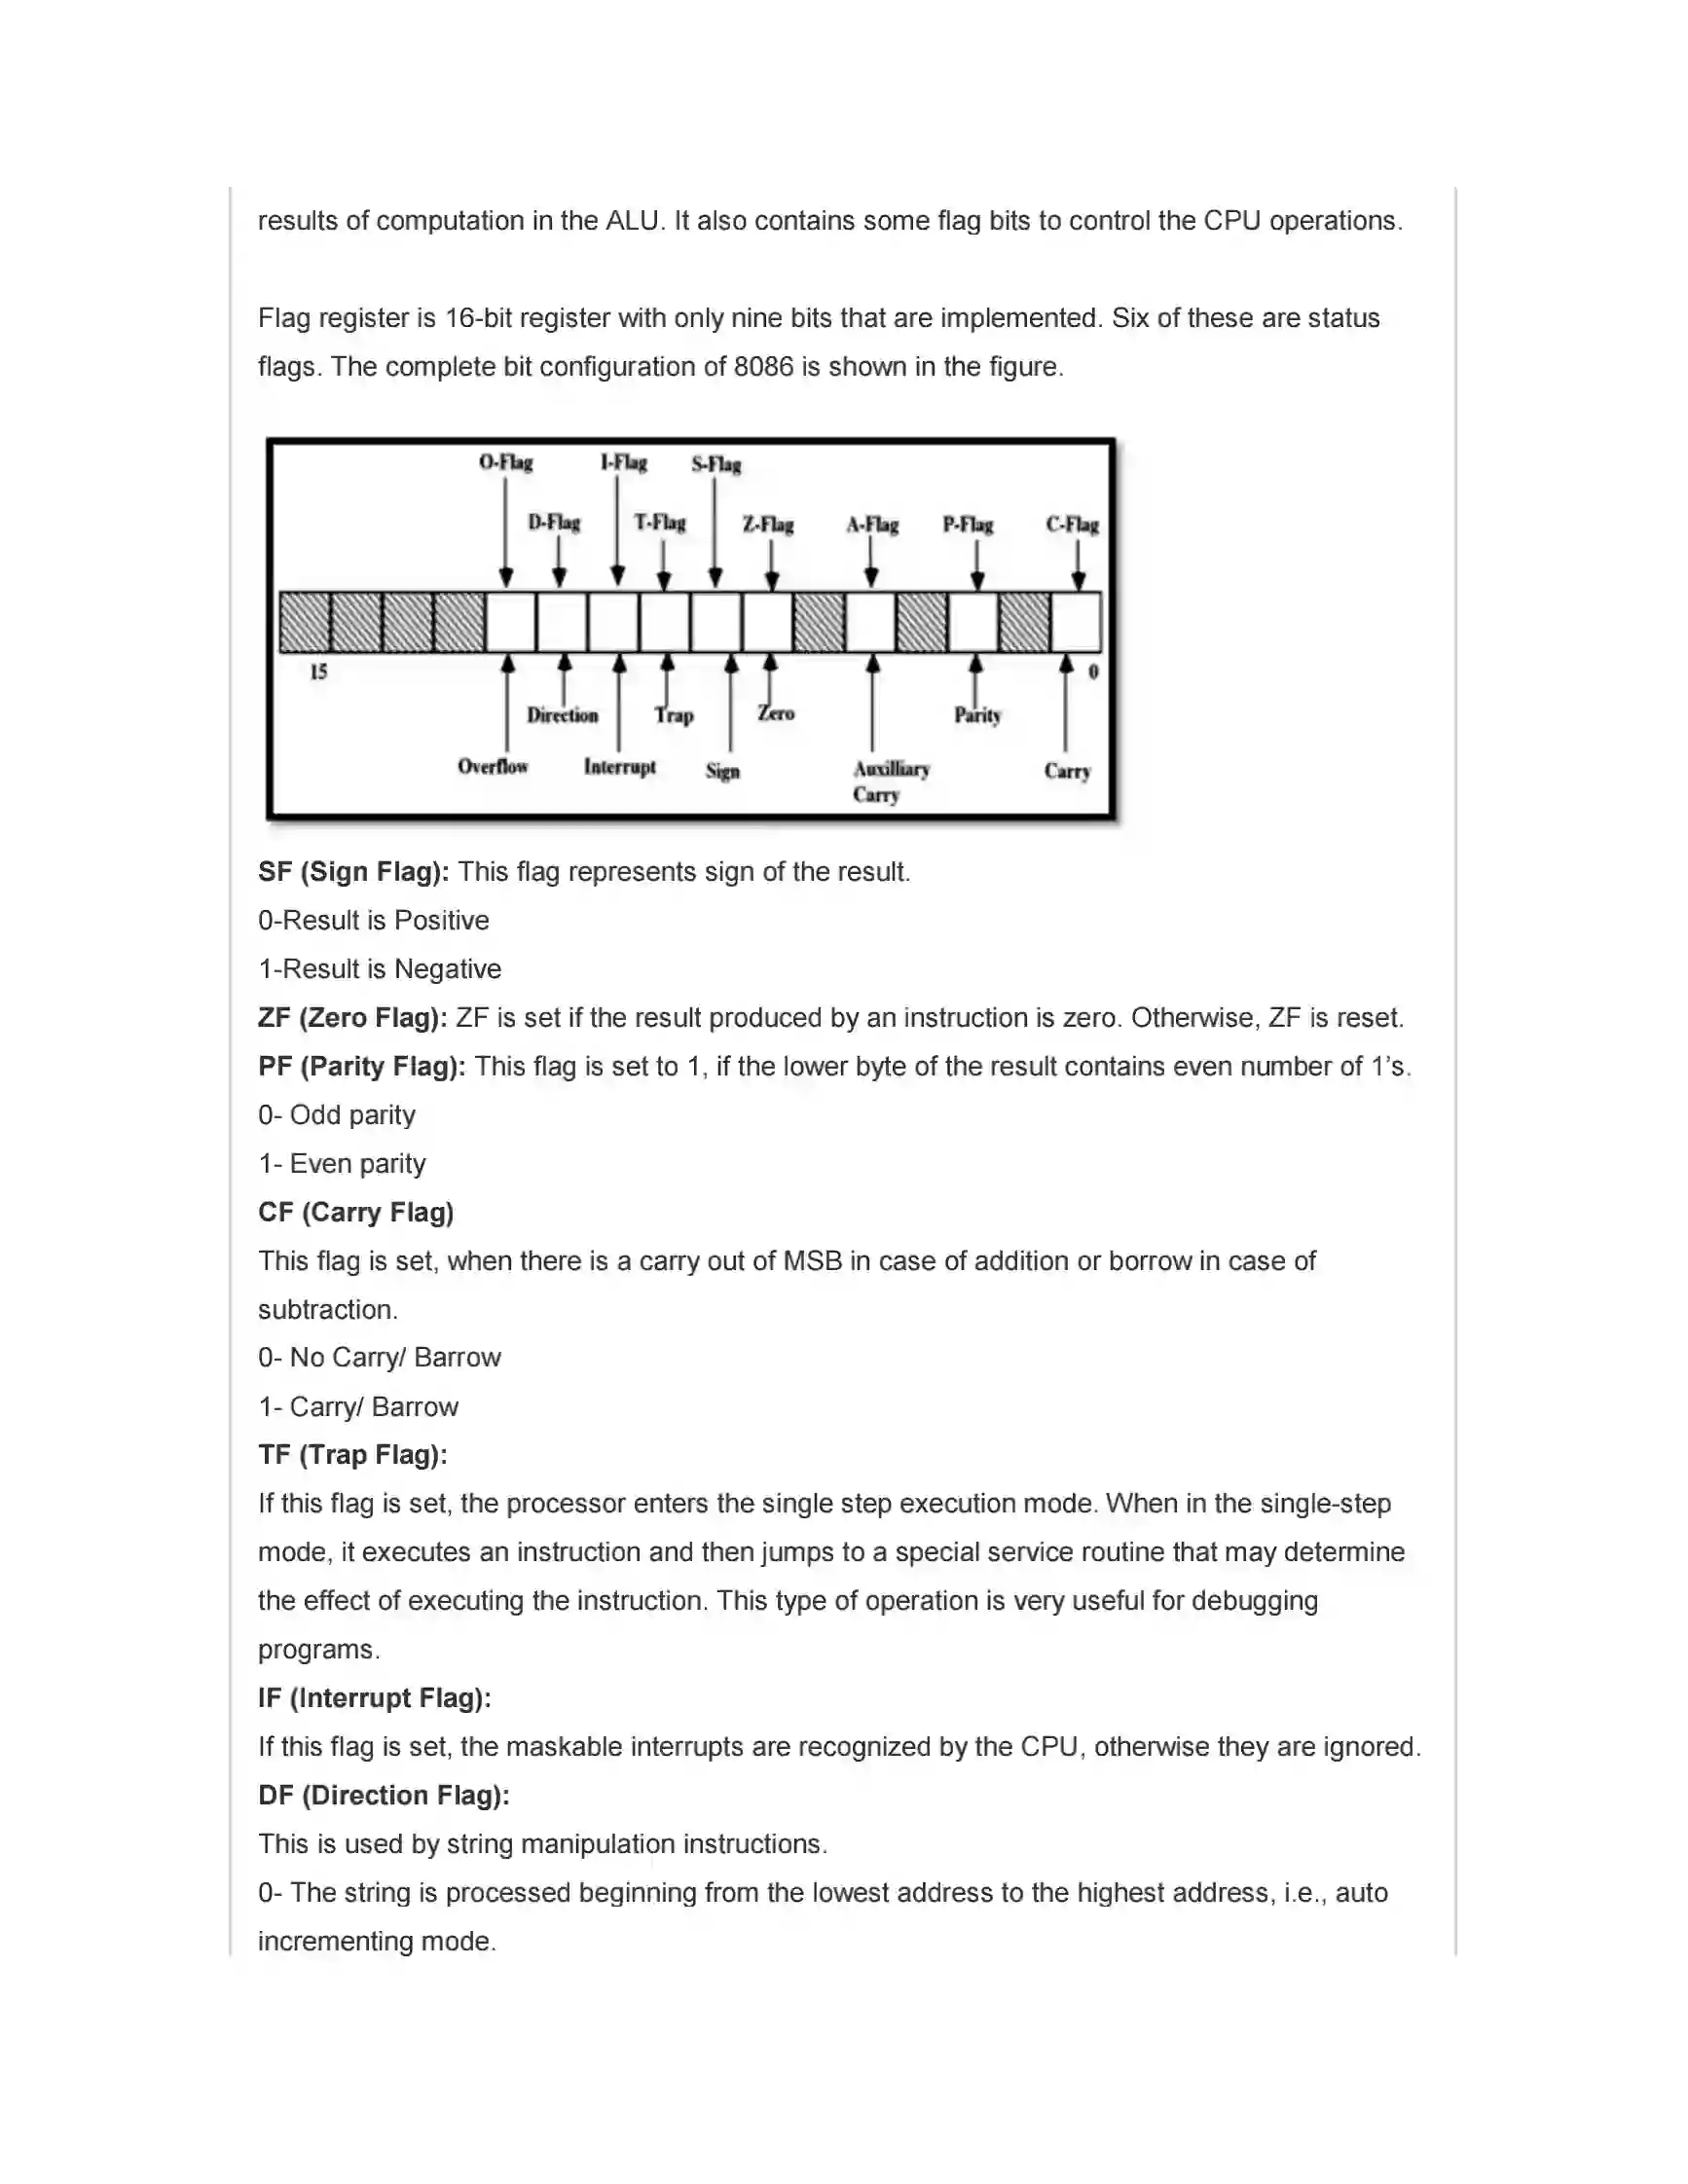 results of computation in the ALU. It also contains some flag bits to control the CPU operations.
Flag register is 16-bit register with only nine bits that are implemented. Six of these are status
flags. The complete bit configuration of 8086 is shown in the figure.
O-Flag I-Flag S-Flag
D-Flag T-Flag Z-Flag A-Flag P-Flag C-Flag
15 0
Direction Trap Zero Parity
Overflow Interrupt Sign Auxilliary Carry
Carry
SF (Sign Flag): This flag represents sign of the result.
0-Result is Positive
1-Result is Negative
ZF (Zero Flag): ZF is set if the result produced by an instruction is zero. Otherwise, ZF is reset.
PF (Parity Flag): This flag is set to 1, if the lower byte of the result contains even number of 1’s.
0- Odd parity
1- Even parity
CF (Carry Flag)
This flag is set, when there is a carry out of MSB in case of addition or borrow in case of
subtraction.
0- No Carry/ Barrow
1- Carry/ Barrow
TF (Trap Flag):
If this flag is set, the processor enters the single step execution mode. When in the single-step
mode, it executes an instruction and then jumps to a special service routine that may determine
the effect of executing the instruction. This type of operation is very useful for debugging
programs.
IF (Interrupt Flag):
If this flag is set, the maskable interrupts are recognized by the CPU, otherwise they are ignored.
DF (Direction Flag):
This is used by string manipulation instructions.
0- The string is processed beginning from the lowest address to the highest address, i.e., auto
incrementing mode.